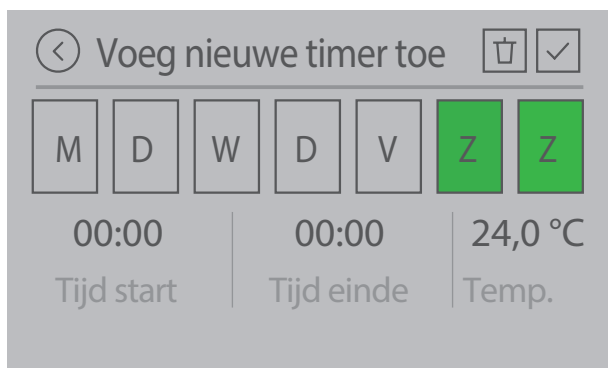 Voeg nieuwe timer toe
M D W D V Z Z
00:00 00:00 24,0 °C
Tijd start Tijd einde Temp.